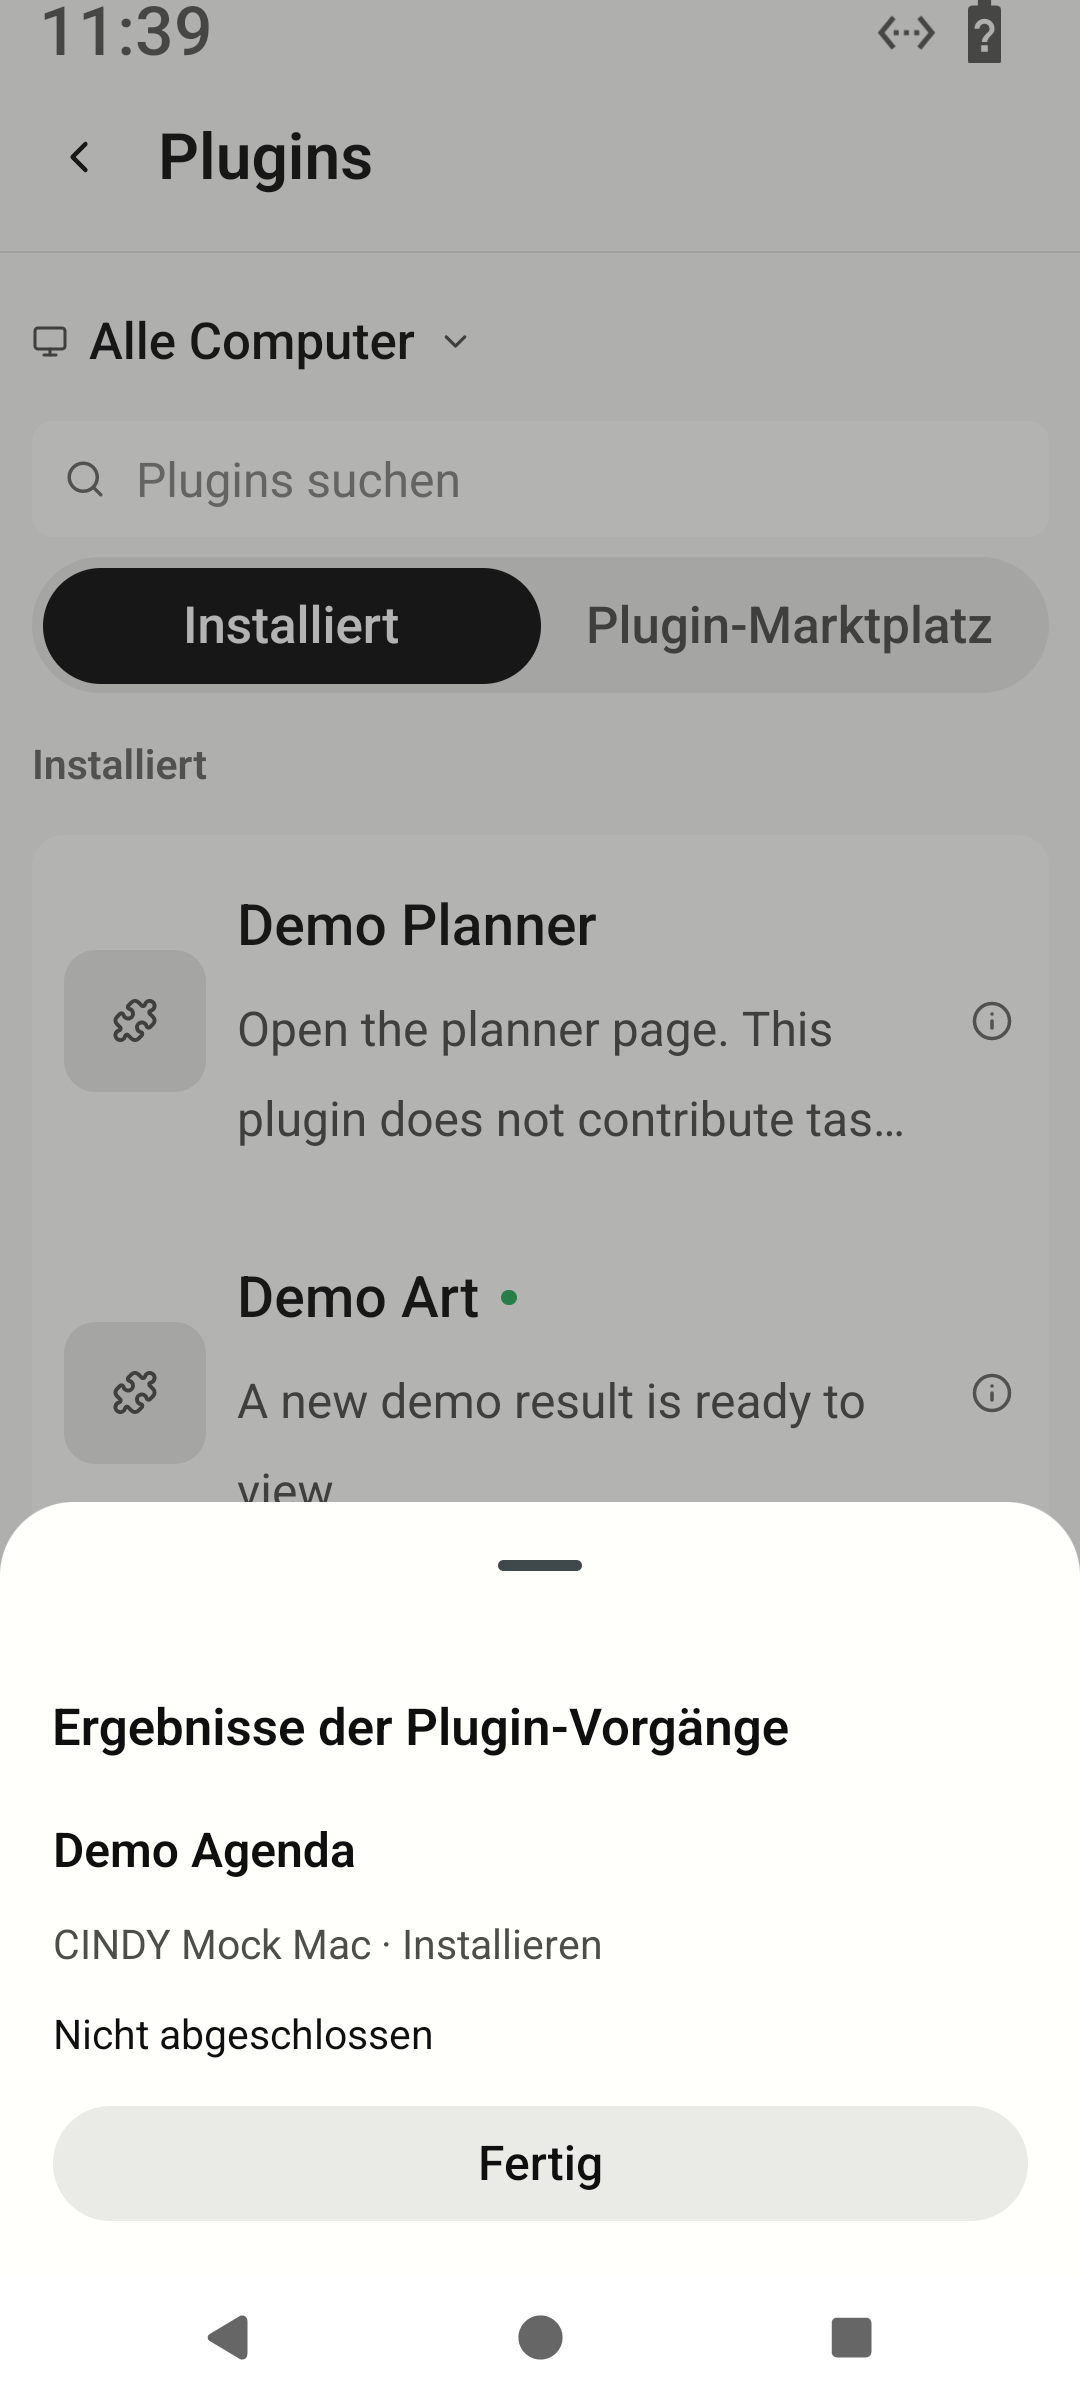 11:39
Plugins
Alle Computer
Plugins suchen
Installiert
Plugin-Marktplatz
Installiert
Demo Planner
Open the planner page. This
plugin does not contribute tas…
Demo Art
A new demo result is ready to
view
Ergebnisse der Plugin-Vorgänge
Demo Agenda
CINDY Mock Mac · Installieren
Nicht abgeschlossen
Fertig